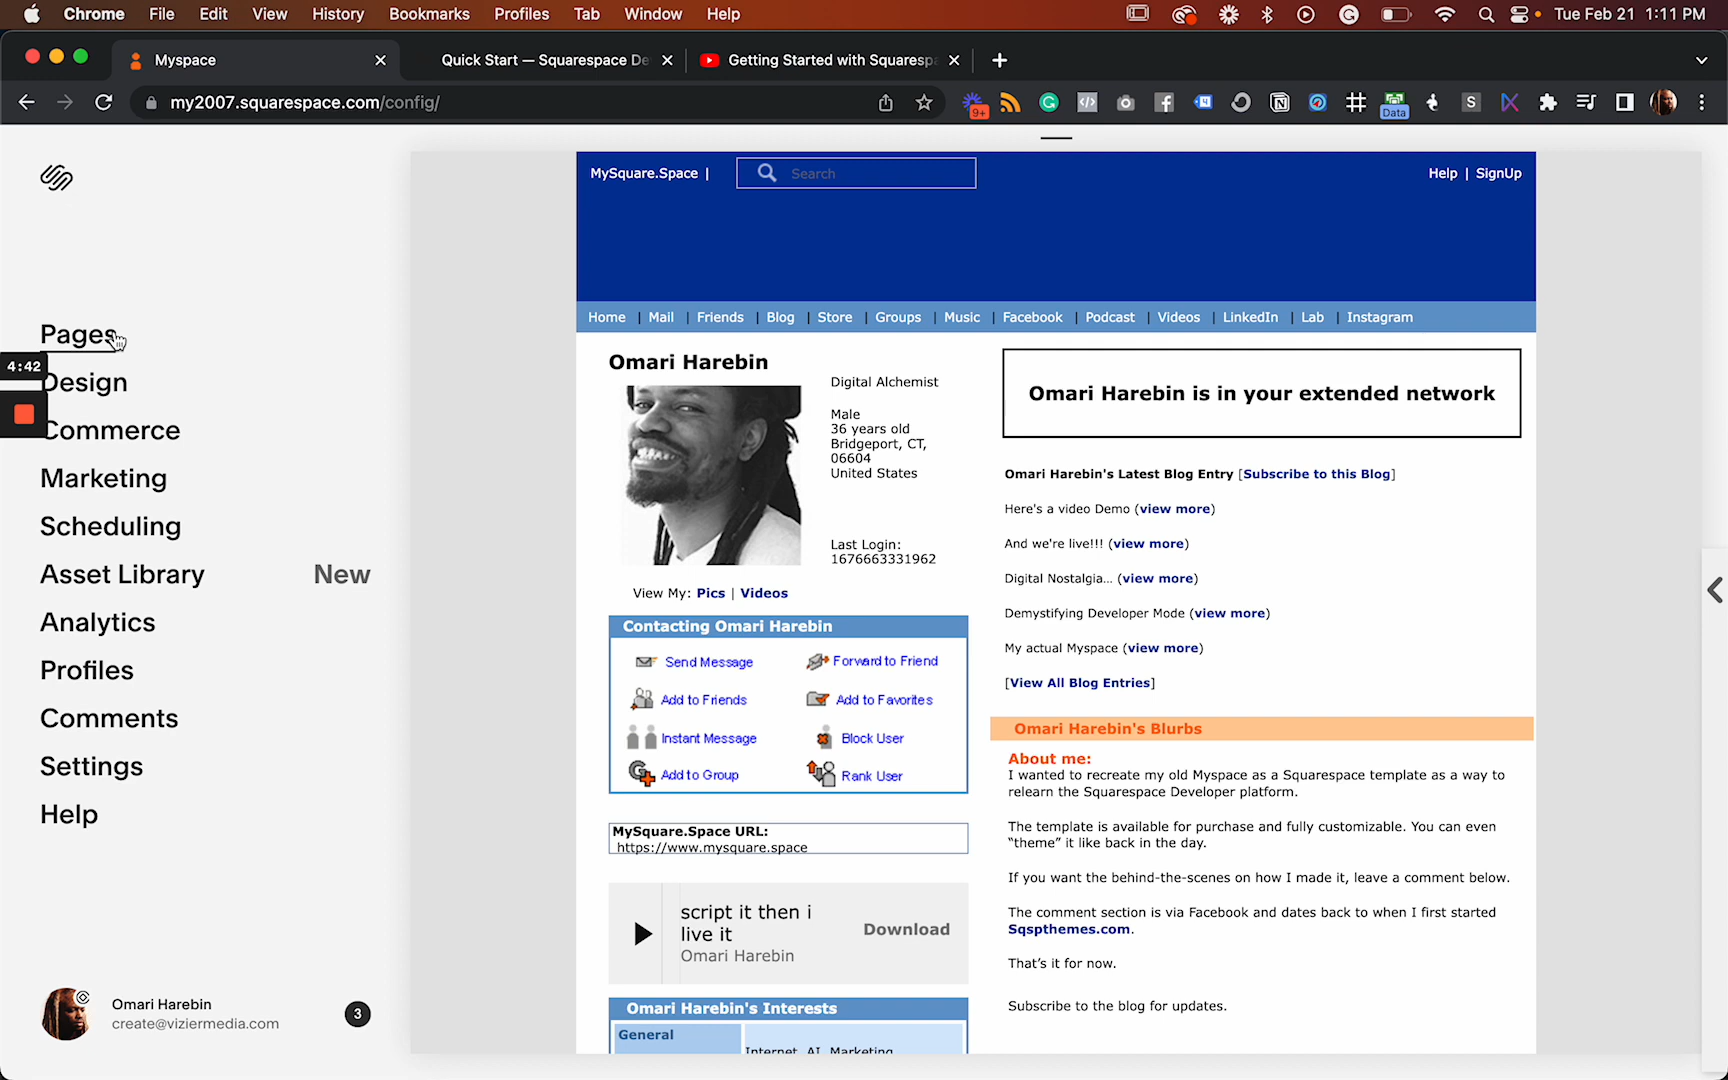 Chrome File Edit View History Bookmarks Profiles Tab Window Help Tue Feb 21 1:11 PM
Myspace Quick Start — Squarespace De Getting Started with Squaresp
my2007.squarespace.com/config/
9+
Data
S
Pages
4:42
Design
Commerce
Marketing
Scheduling
Asset Library New
Analytics
Profiles
Comments
Settings
Help
Omari Harebin
create@viziermedia.com
3
MySquare.Space | Search Help | SignUp
Home | Mail | Friends | Blog | Store | Groups | Music | Facebook | Podcast | Videos | LinkedIn | Lab | Instagram
Omari Harebin
Digital Alchemist
Male
36 years old
Bridgeport, CT,
06604
United States
Last Login:
1676663331962
View My: Pics | Videos
Contacting Omari Harebin
Send Message Forward to Friend
Add to Friends Add to Favorites
Instant Message Block User
Add to Group Rank User
MySquare.Space URL:
https://www.mysquare.space
script it then i
live it
Omari Harebin
Download
Omari Harebin's Interests
General
Internet, AI, Marketing
Omari Harebin is in your extended network
Omari Harebin's Latest Blog Entry [Subscribe to this Blog]
Here's a video Demo (view more)
And we're live!!! (view more)
Digital Nostalgia... (view more)
Demystifying Developer Mode (view more)
My actual Myspace (view more)
[View All Blog Entries]
Omari Harebin's Blurbs
About me:
I wanted to recreate my old Myspace as a Squarespace template as a way to
relearn the Squarespace Developer platform.
The template is available for purchase and fully customizable. You can even
“theme” it like back in the day.
If you want the behind-the-scenes on how I made it, leave a comment below.
The comment section is via Facebook and dates back to when I first started
Sqspthemes.com.
That’s it for now.
Subscribe to the blog for updates.